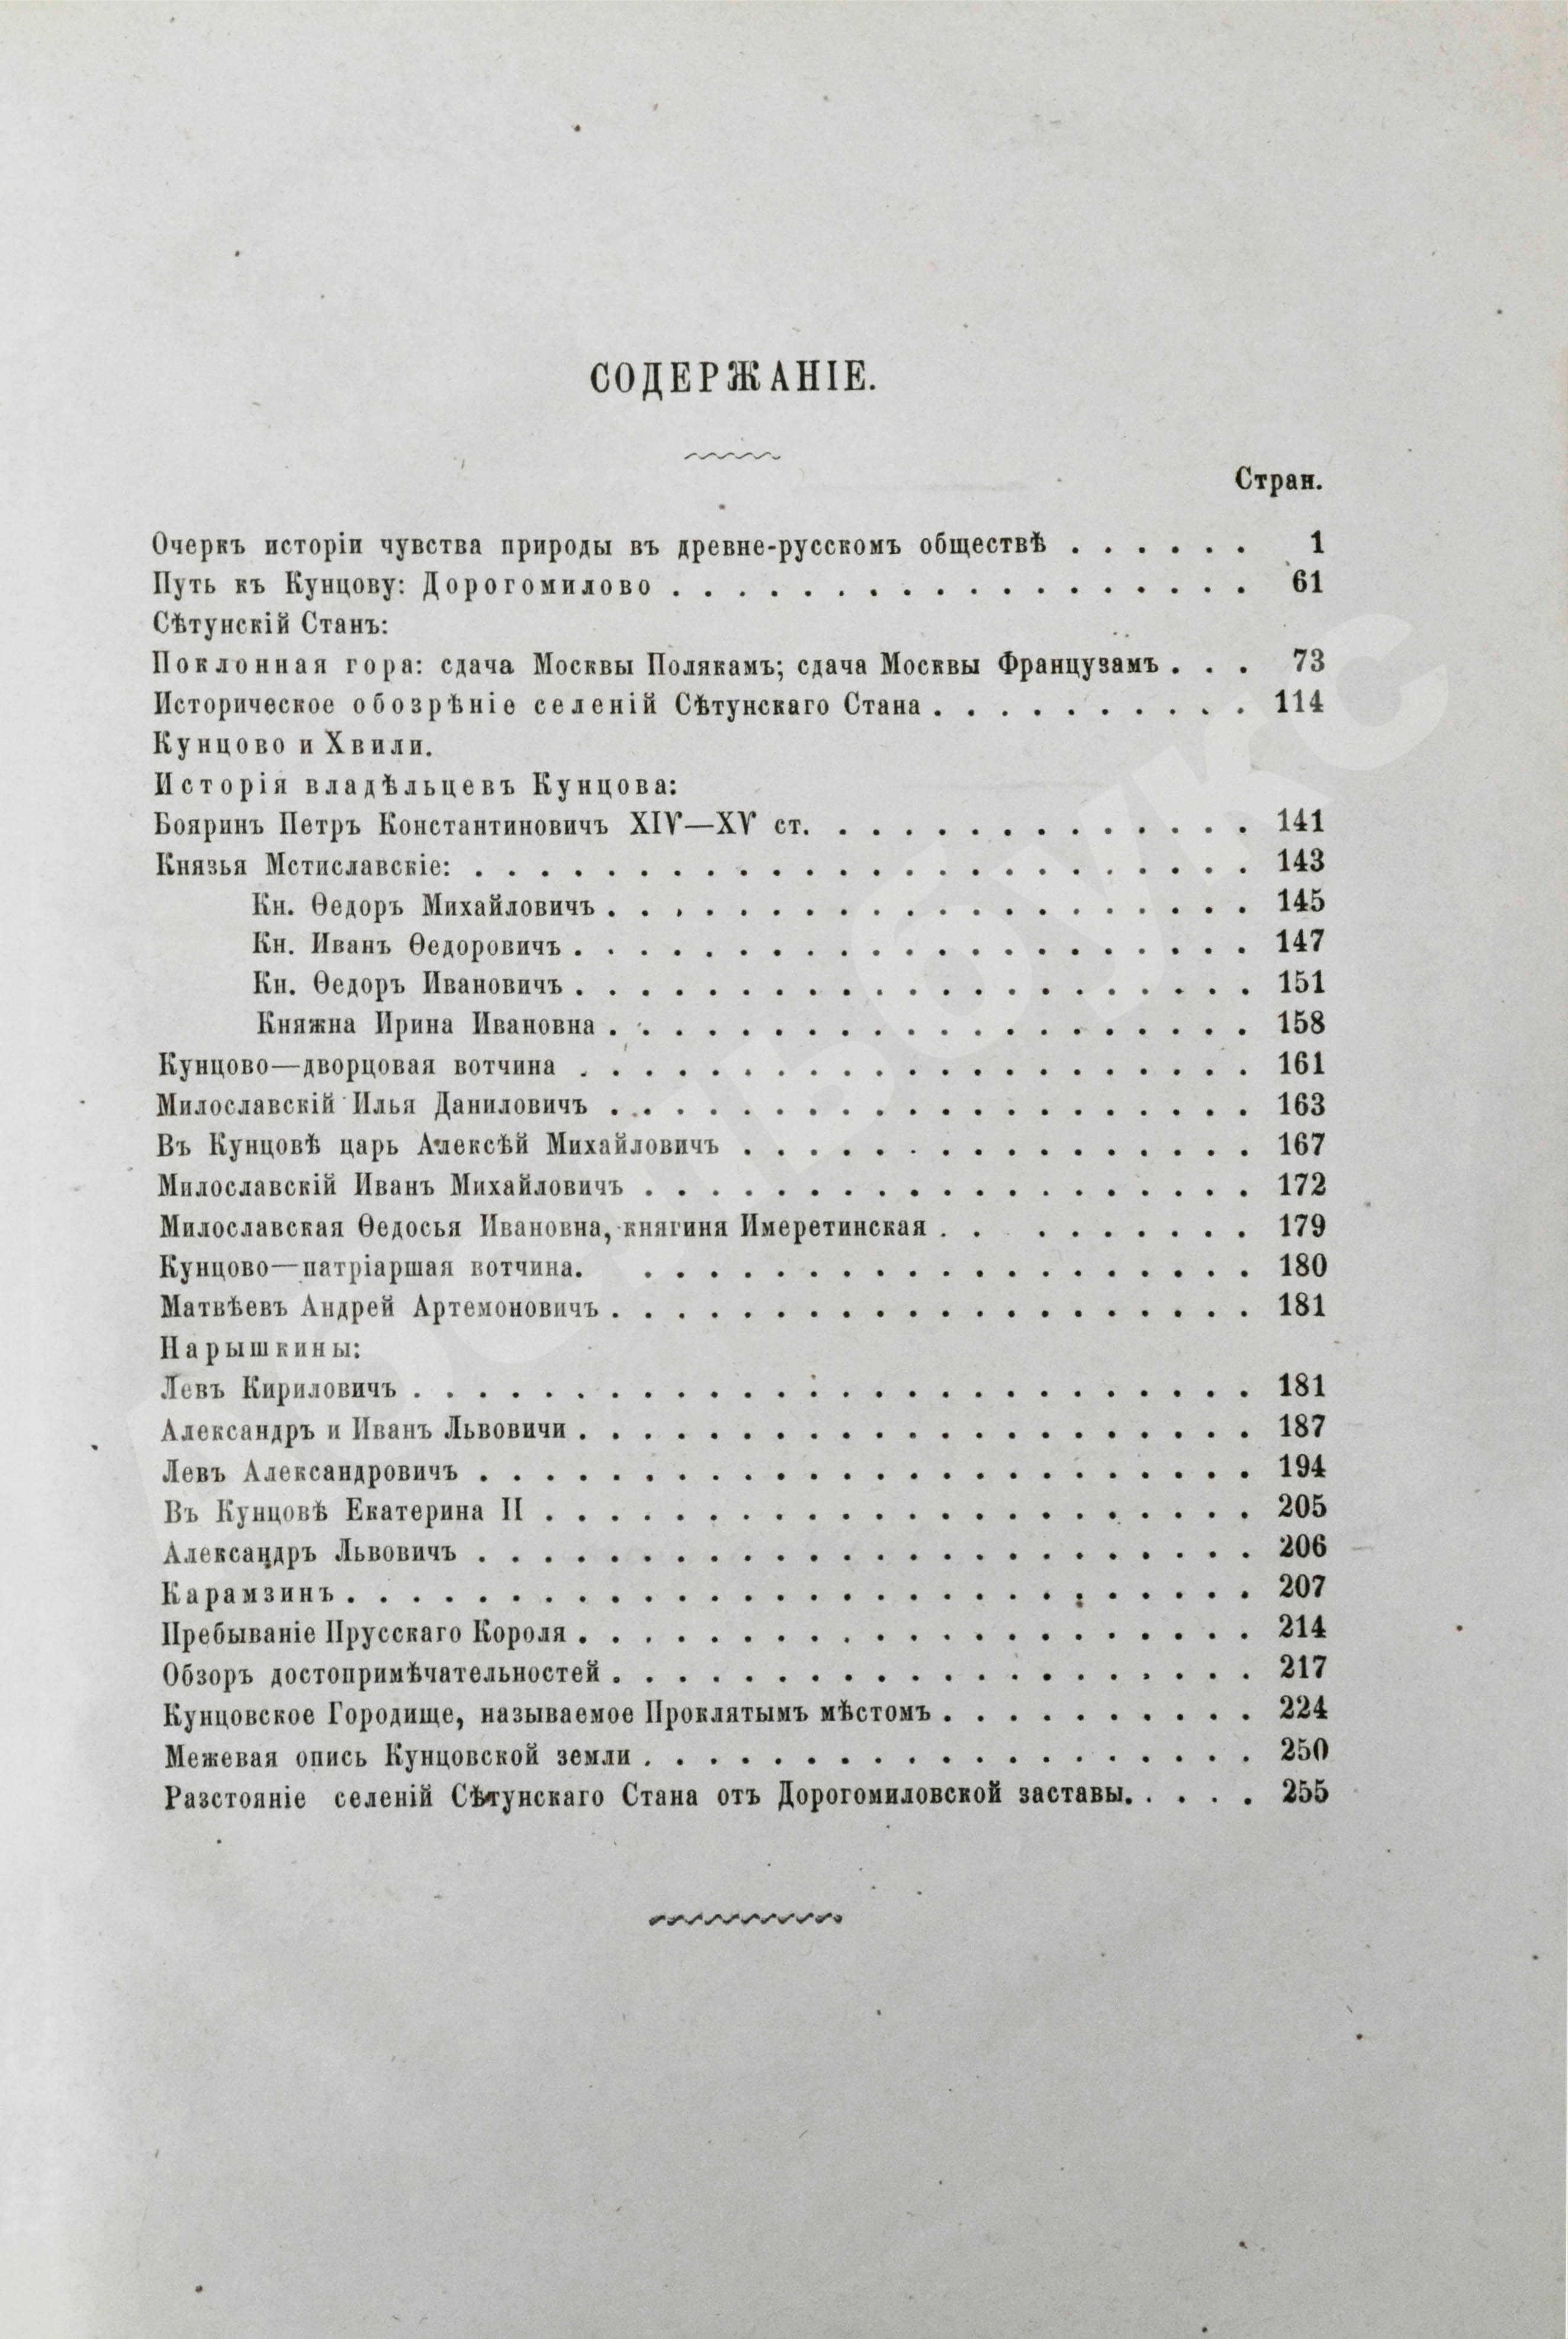 СОДЕРЖАНІЕ.
Стран.
Очеркъ исторіи чувства природы въ древне-русскомъ обществѣ . . . . . . 1
Путь къ Кунцову: Дорогомилово . . . . . . . . . . . . . . . . . . 61
Сѣтунскій Станъ:
Поклонная гора: сдача Москвы Полякамъ; сдача Москвы Французамъ . . . 73
Историческое обозрѣніе селеній Сѣтунскаго Стана . . . . . . . . . . 114
Кунцово и Хвили.
Исторія владѣльцевъ Кунцова:
Бояринъ Петръ Константиновичъ XIV—XV ст. . . . . . . . . . . . . . 141
Князья Мстиславскіе: . . . . . . . . . . . . . . . . . . . . . . . . 143
Кн. Ѳедоръ Михайловичъ . . . . . . . . . . . . . . . . . . . . 145
Кн. Иванъ Ѳедоровичъ . . . . . . . . . . . . . . . . . . . . . 147
Кн. Ѳедоръ Ивановичъ . . . . . . . . . . . . . . . . . . . . . 151
Княжна Ирина Ивановна . . . . . . . . . . . . . . . . . . . . 158
Кунцово—дворцовая вотчина . . . . . . . . . . . . . . . . . . . . . 161
Милославскій Илья Даниловичъ . . . . . . . . . . . . . . . . . . . . 163
Въ Кунцовѣ царь Алексѣй Михайловичъ . . . . . . . . . . . . . . . . 167
Милославскій Иванъ Михайловичъ . . . . . . . . . . . . . . . . . . . 172
Милославская Ѳедосья Ивановна, княгиня Имеретинская . . . . . . . . . 179
Кунцово—патріаршая вотчина. . . . . . . . . . . . . . . . . . . . 180
Матвѣевъ Андрей Артемоновичъ . . . . . . . . . . . . . . . . . . . . 181
Нарышкины:
Левъ Кириловичъ . . . . . . . . . . . . . . . . . . . . . . . . . . 181
Александръ и Иванъ Львовичи . . . . . . . . . . . . . . . . . . . . . 187
Левъ Александровичъ . . . . . . . . . . . . . . . . . . . . . . . . 194
Въ Кунцовѣ Екатерина II . . . . . . . . . . . . . . . . . . . . . . 205
Александръ Львовичъ . . . . . . . . . . . . . . . . . . . . . . . . 206
Карамзинъ . . . . . . . . . . . . . . . . . . . . . . . . . . . . 207
Пребываніе Прусскаго Короля . . . . . . . . . . . . . . . . . . . . . 214
Обзоръ достопримѣчательностей . . . . . . . . . . . . . . . . . . . . 217
Кунцовское Городище, называемое Проклятымъ мѣстомъ . . . . . . . . . . 224
Межевая опись Кунцовской земли . . . . . . . . . . . . . . . . . . . 250
Разстояніе селеній Сѣтунскаго Стана отъ Дорогомиловской заставы. . . . . 255